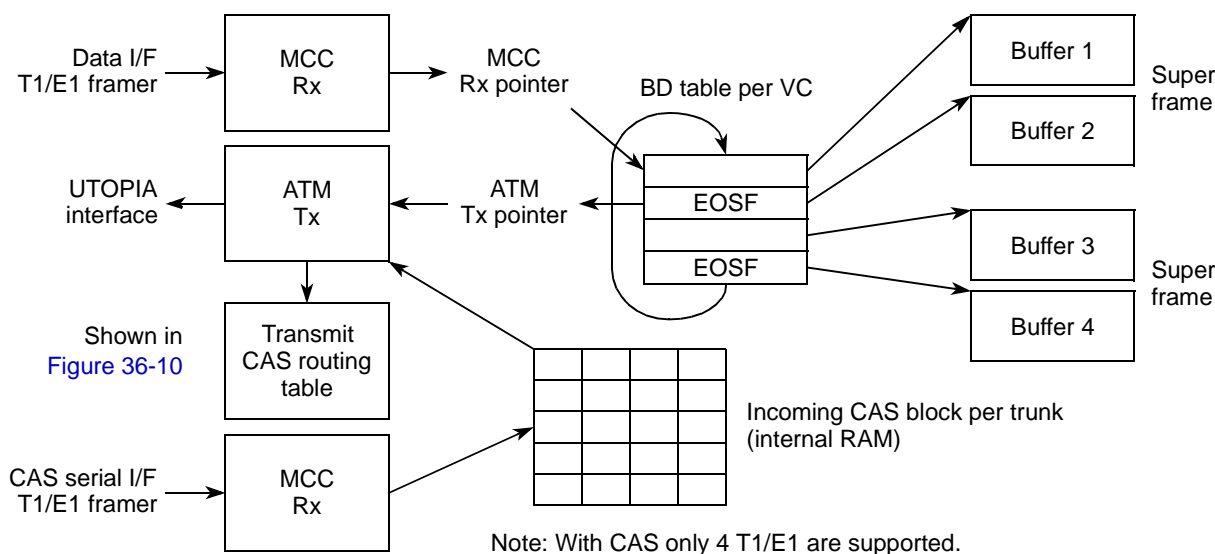 Data I/F
T1/E1 framer
MCC
Rx
MCC
Rx pointer
BD table per VC
Buffer 1
Buffer 2
Super
frame
UTOPIA
interface
ATM
Tx
ATM
Tx pointer
EOSF
EOSF
Buffer 3
Buffer 4
Super
frame
Shown in
Figure 36-10
Transmit
CAS routing
table
Incoming CAS block per trunk
(internal RAM)
CAS serial I/F
T1/E1 framer
MCC
Rx
Note: With CAS only 4 T1/E1 are supported.